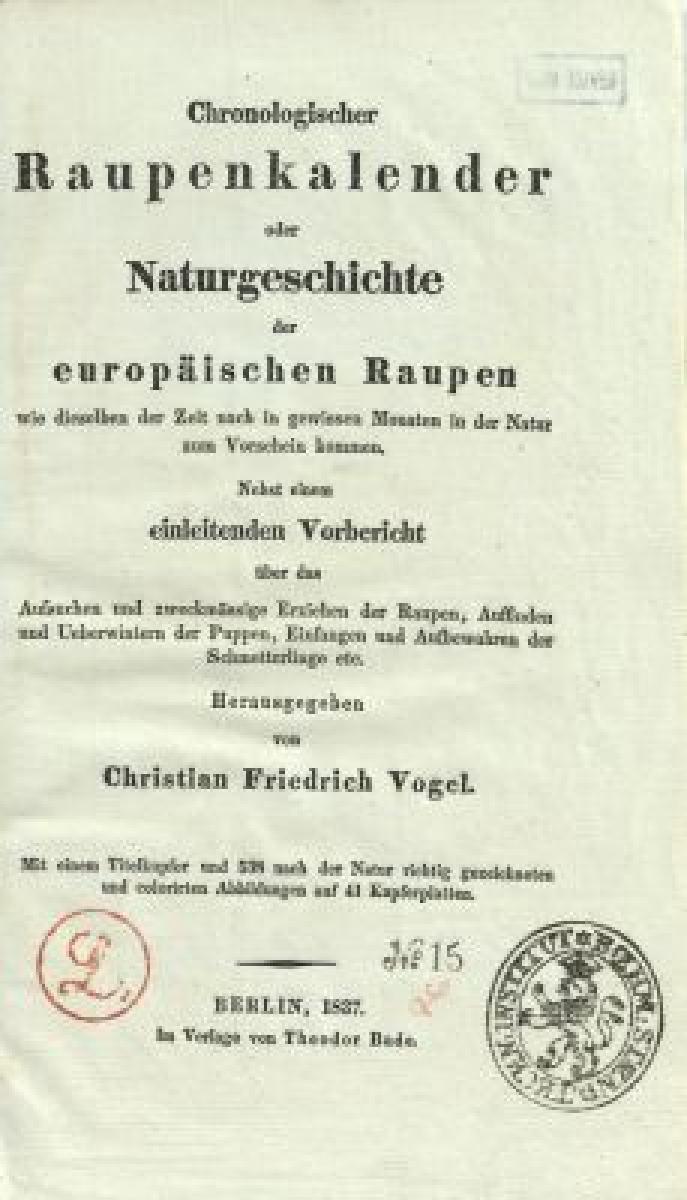 Chronologischer
Raupenkalender
oder
Naturgeschichte
der
europäischen Raupen
wie dieselben der Zeit nach in gewissen Monaten in der Natur
zum Vorschein kommen.
Nebst einem
einleitenden Vorbericht
über das
Aufsuchen und zweckmässige Erziehen der Raupen, Auffinden
und Ueberwintern der Puppen, Einfangen und Aufbewahren der
Schmetterlinge etc.
Herausgegeben
von
Christian Friedrich Vogel.
Mit einem Titelkupfer und 538 nach der Natur richtig gezeichneten
und colorirten Abbildungen auf 41 Kupferplatten.
L.
№ 15
BERLIN, 1837.
Im Verlage von Theodor Bade.
INSTITUT